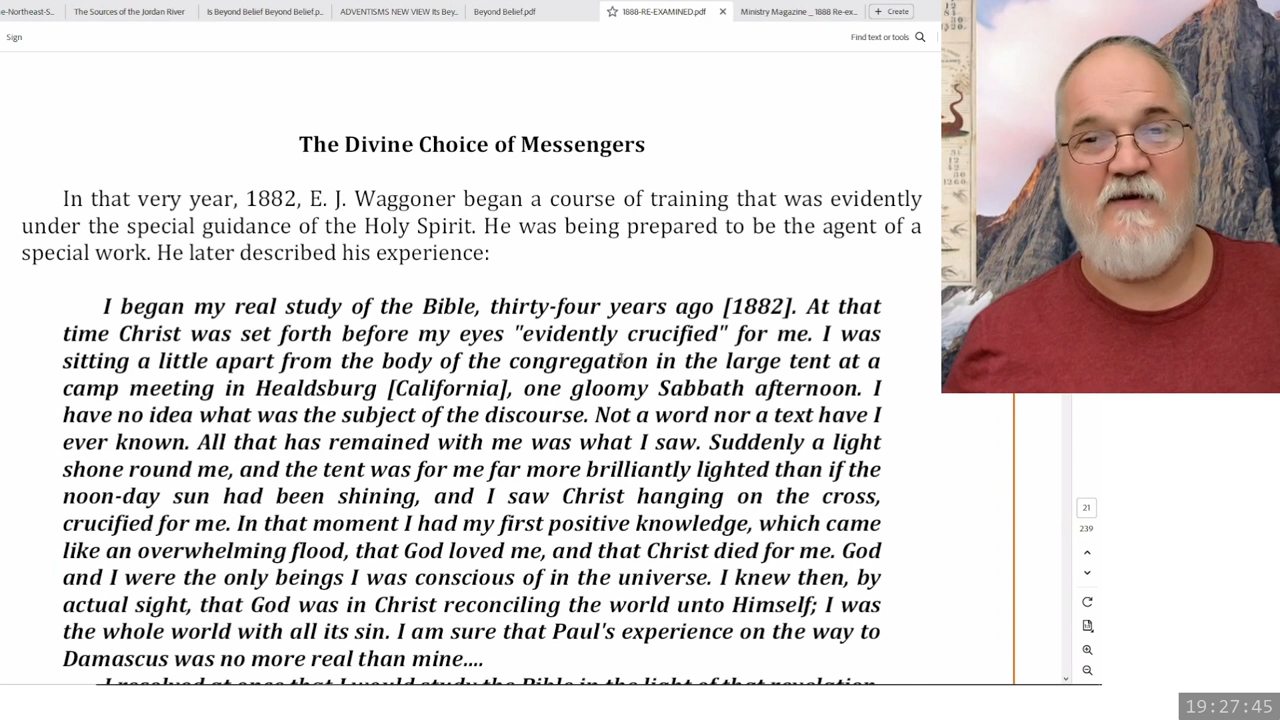 e-Northeast-S...
The Sources of the Jordan River
Is Beyond Belief Beyond Belief.p...
ADVENTISMS NEW VIEW Its Bey...
Beyond Belief.pdf
1888-RE-EXAMINED.pdf
Ministry Magazine _ 1888 Re-ex...
+ Create
Sign
Find text or tools
The Divine Choice of Messengers
In that very year, 1882, E. J. Waggoner began a course of training that was evidently
under the special guidance of the Holy Spirit. He was being prepared to be the agent of a
special work. He later described his experience:
I began my real study of the Bible, thirty-four years ago [1882]. At that
time Christ was set forth before my eyes "evidently crucified" for me. I was
sitting a little apart from the body of the congregation in the large tent at a
camp meeting in Healdsburg [California], one gloomy Sabbath afternoon. I
have no idea what was the subject of the discourse. Not a word nor a text have I
ever known. All that has remained with me was what I saw. Suddenly a light
shone round me, and the tent was for me far more brilliantly lighted than if the
noon-day sun had been shining, and I saw Christ hanging on the cross,
crucified for me. In that moment I had my first positive knowledge, which came
like an overwhelming flood, that God loved me, and that Christ died for me. God
and I were the only beings I was conscious of in the universe. I knew then, by
actual sight, that God was in Christ reconciling the world unto Himself; I was
the whole world with all its sin. I am sure that Paul's experience on the way to
Damascus was no more real than mine....
I resolved at once that I would study the Bible in the light of that revelation,
21
239
19:27:45